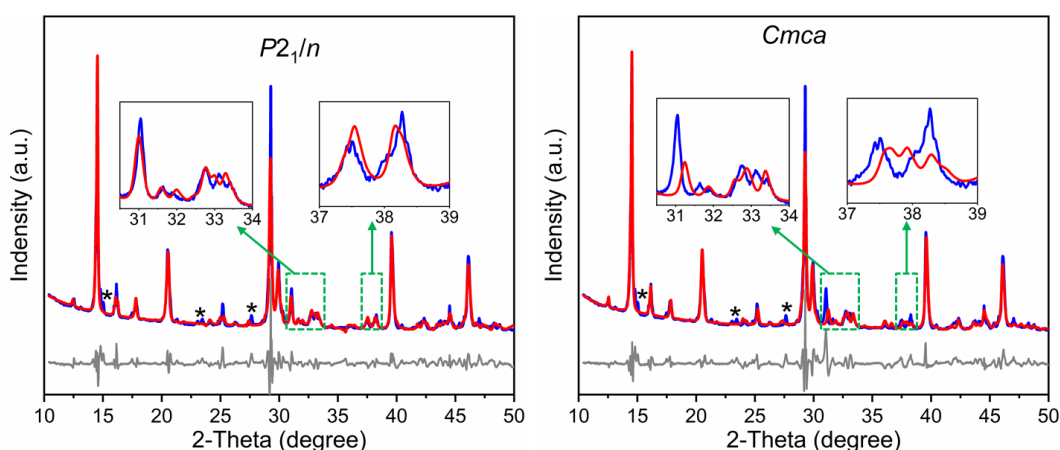 P2₁/n
Indensity (a.u.)
*
*
*
31 32 33 34
37 38 39
10 15 20 25 30 35 40 45 50
2-Theta (degree)
Cmca
Indensity (a.u.)
*
*
*
31 32 33 34
37 38 39
10 15 20 25 30 35 40 45 50
2-Theta (degree)